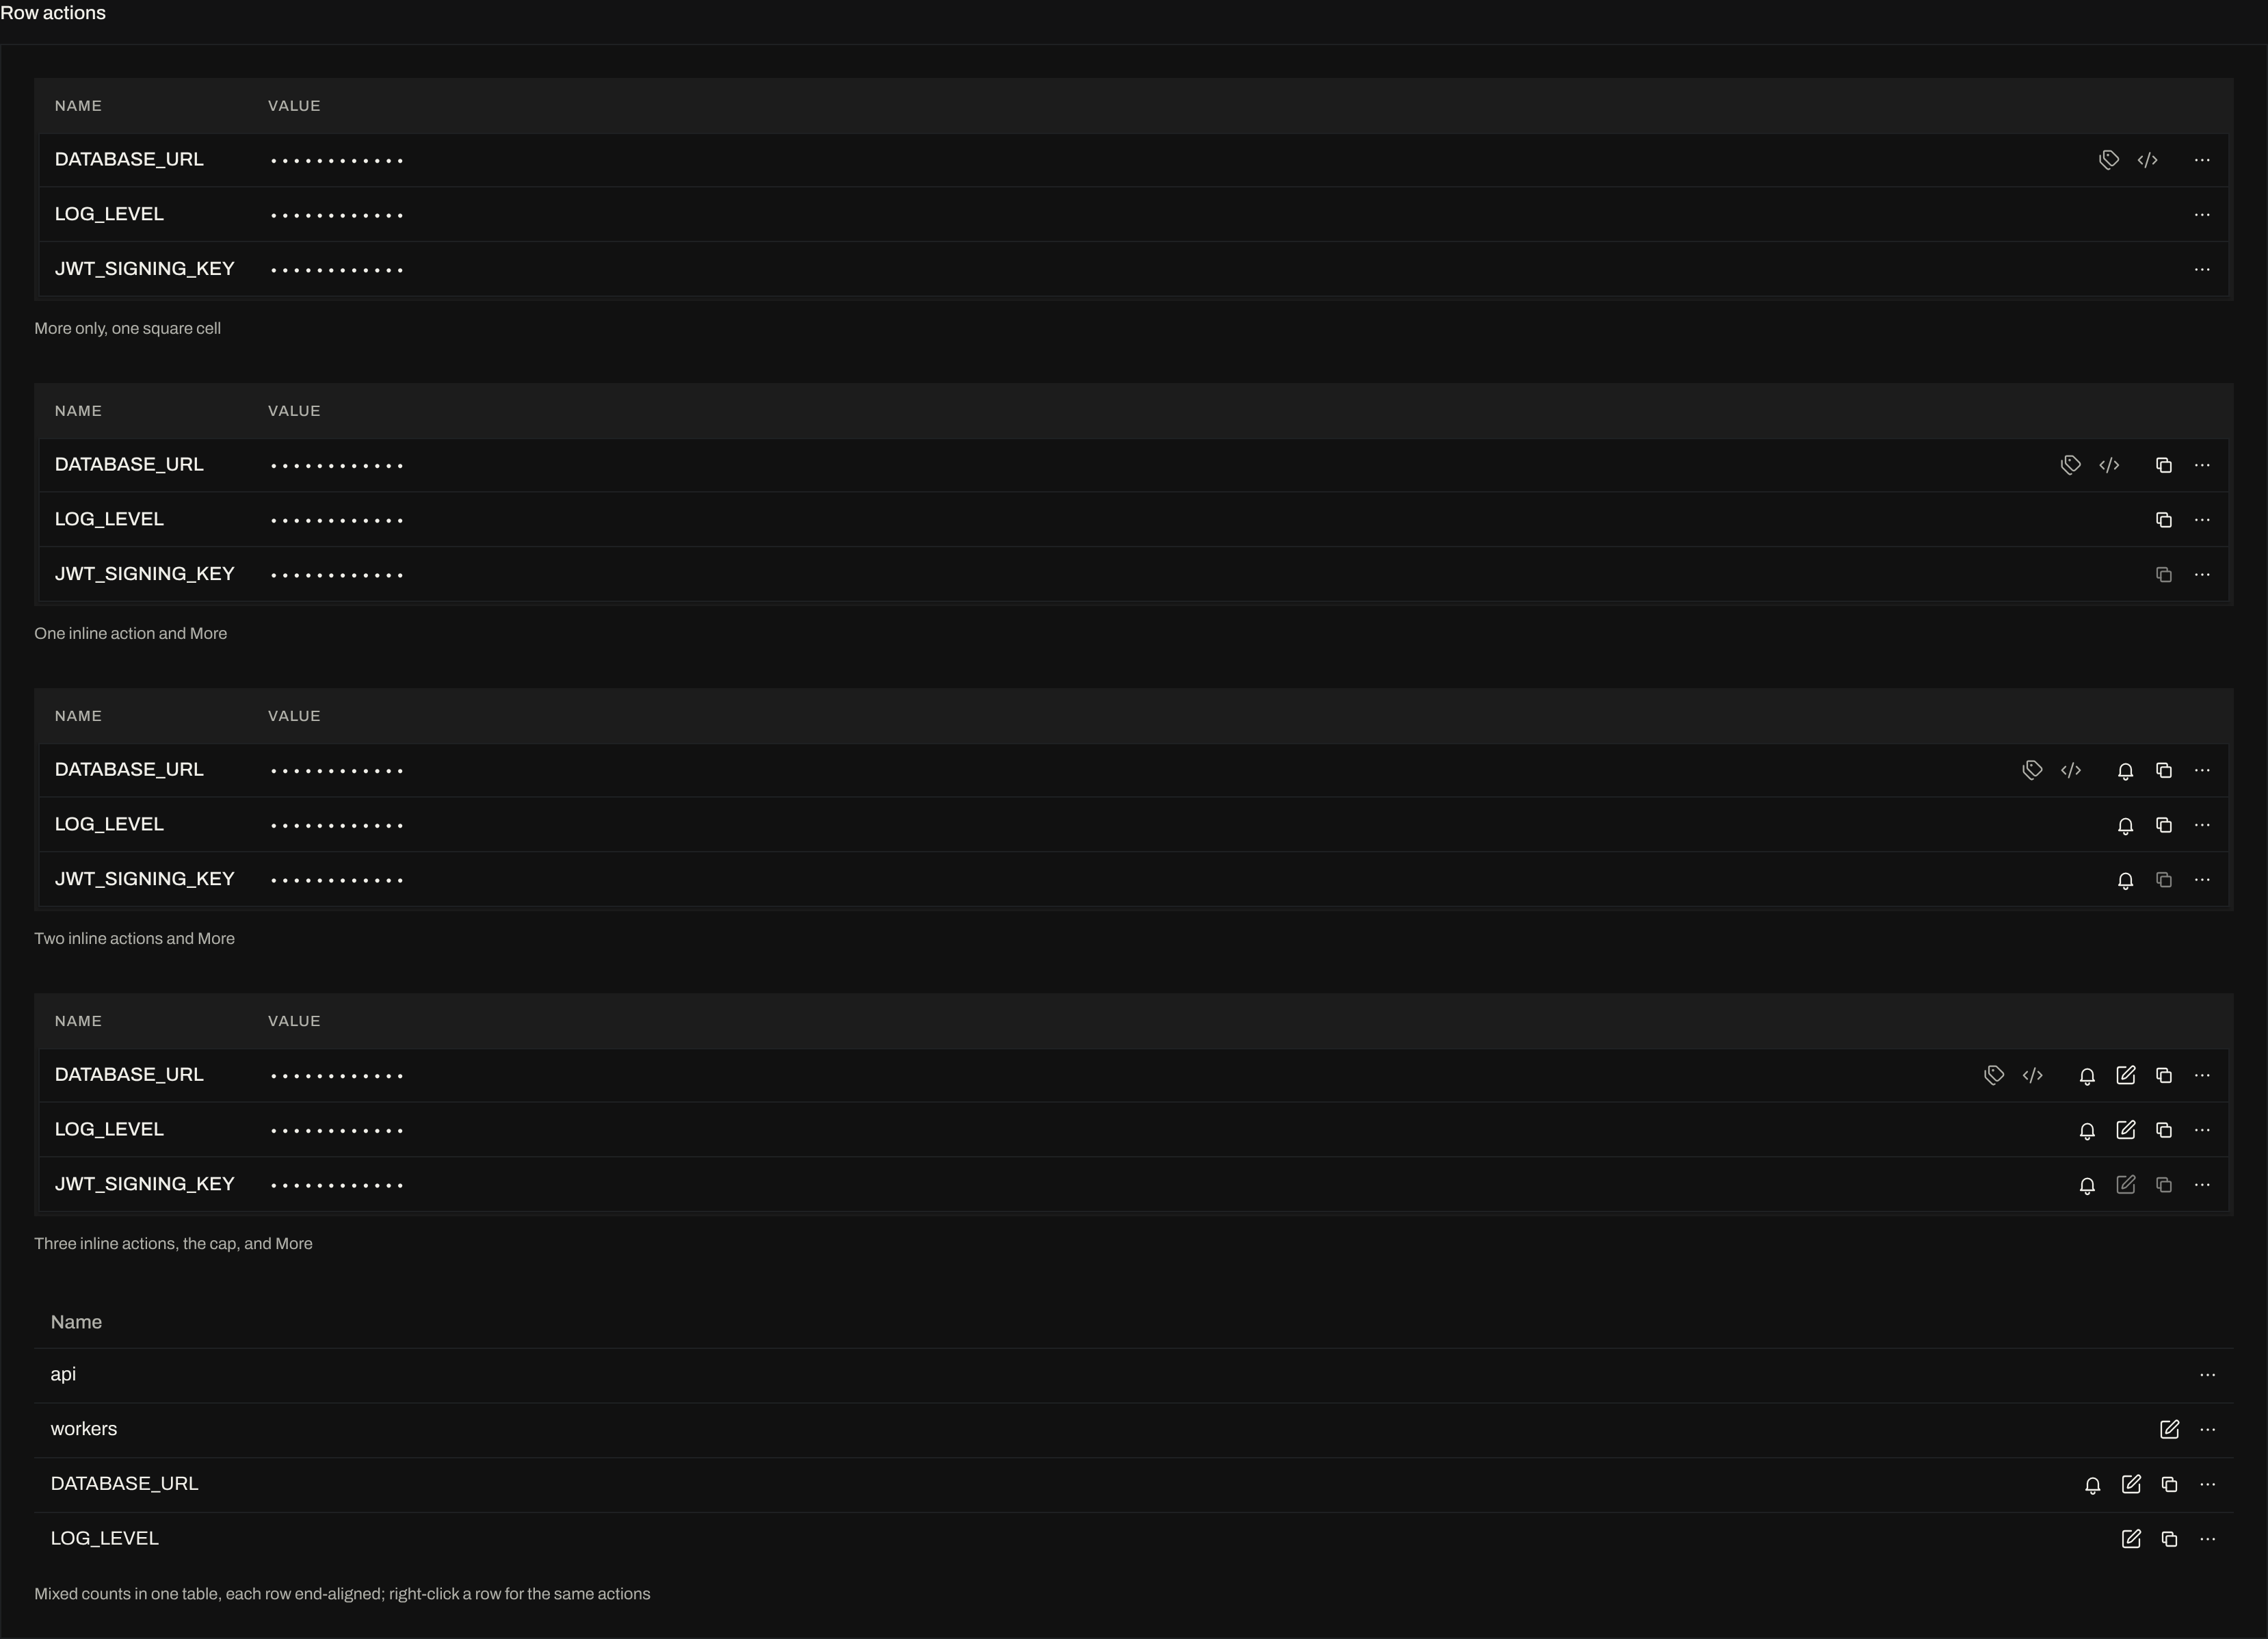 Row actions
NAME VALUE
DATABASE_URL ••••••••••••
LOG_LEVEL ••••••••••••
JWT_SIGNING_KEY ••••••••••••
More only, one square cell
NAME VALUE
DATABASE_URL ••••••••••••
LOG_LEVEL ••••••••••••
JWT_SIGNING_KEY ••••••••••••
One inline action and More
NAME VALUE
DATABASE_URL ••••••••••••
LOG_LEVEL ••••••••••••
JWT_SIGNING_KEY ••••••••••••
Two inline actions and More
NAME VALUE
DATABASE_URL ••••••••••••
LOG_LEVEL ••••••••••••
JWT_SIGNING_KEY ••••••••••••
Three inline actions, the cap, and More
Name
api
workers
DATABASE_URL
LOG_LEVEL
Mixed counts in one table, each row end-aligned; right-click a row for the same actions